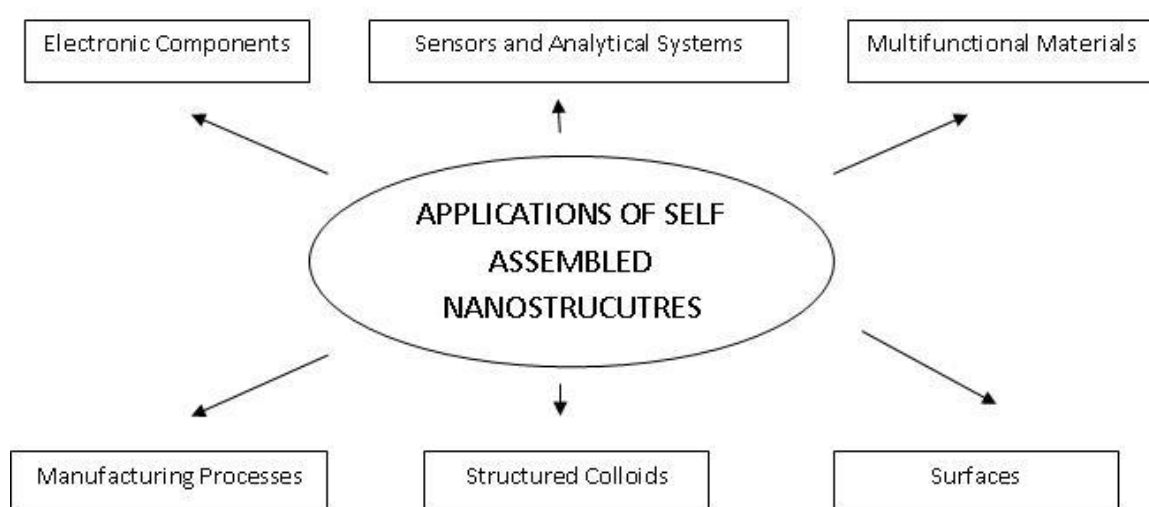 Electronic Components
Sensors and Analytical Systems
Multifunctional Materials
APPLICATIONS OF SELF
ASSEMBLED
NANOSTRUCUTRES
Manufacturing Processes
Structured Colloids
Surfaces